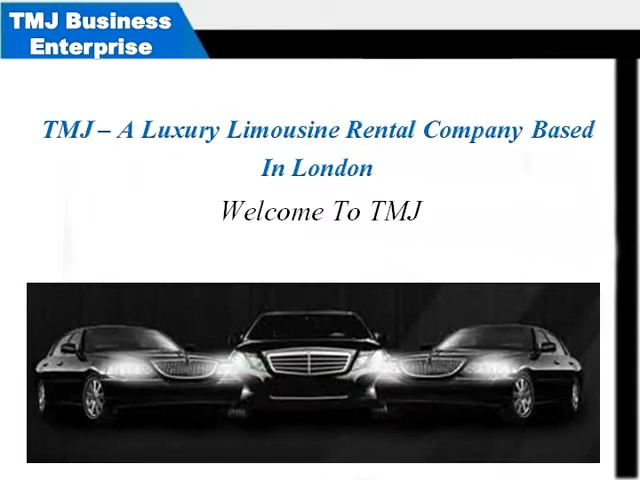 TMJ Business
Enterprise
TMJ – A Luxury Limousine Rental Company Based
In London
Welcome To TMJ